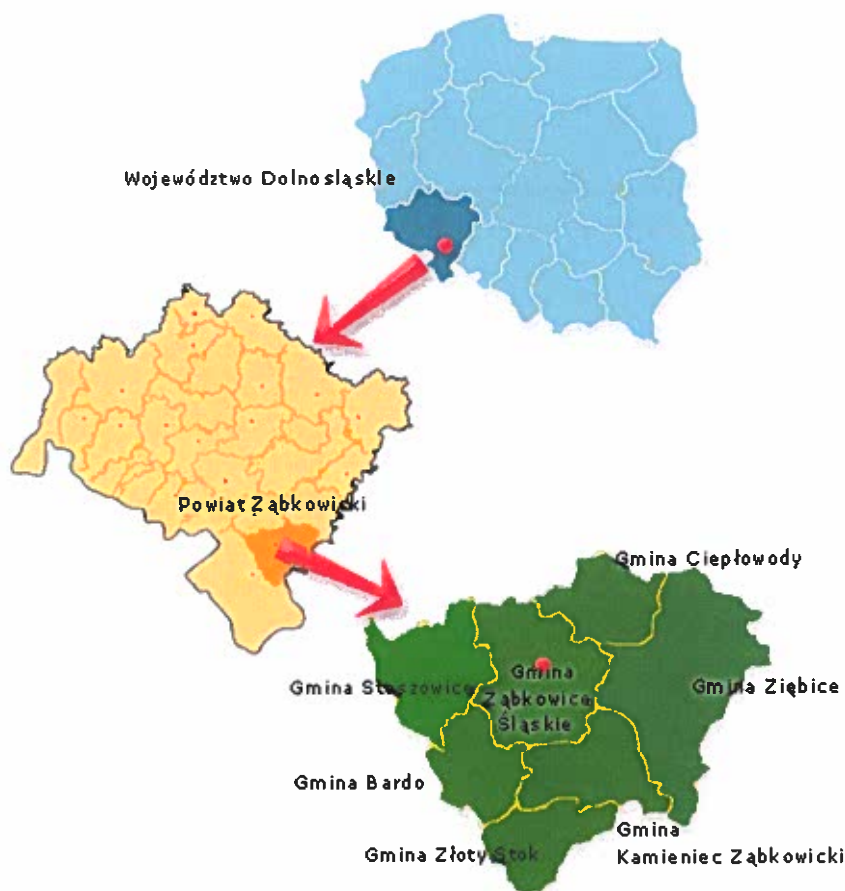 Województwo Dolnośląskie
Powiat Ząbkowicki
Gmina Ciepłowody
Gmina Stoszowice
Gmina
Ząbkowice
Śląskie
Gmina Ziębice
Gmina Bardo
Gmina Złoty Stok
Gmina
Kamieniec Ząbkowicki